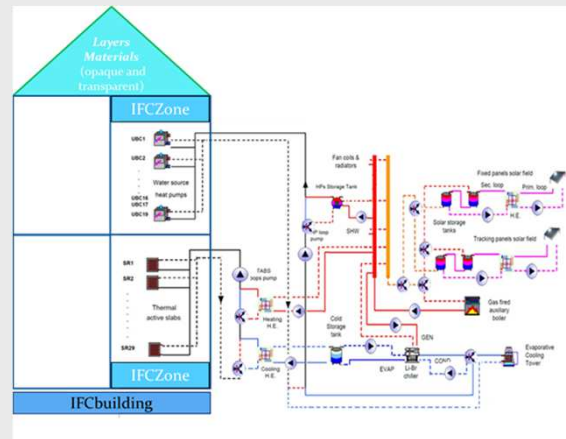 Layers
Materials
(opaque and
transparent)
IFCZone
UBC1
UBC2
Water source
heat pumps
UBC16
UBC17
UBC18
Fan coils &
radiators
HPs Storage Tank
SHW
HP loop
pump
Fixed panels solar field
Sec. loop
Prim. loop
H.E.
Solar storage
tanks
Tracking panels solar field
H.E.
SR1
SR2
Thermal
active slabs
SR29
TABS
loops pump
Heating
H.E.
Cooling
H.E.
Cold
Storage
tank
GEN
EVAP
Li-Br
chiller
COND
Gas fired
auxiliary
boiler
Evaporative
Cooling
Tower
IFCZone
IFCbuilding